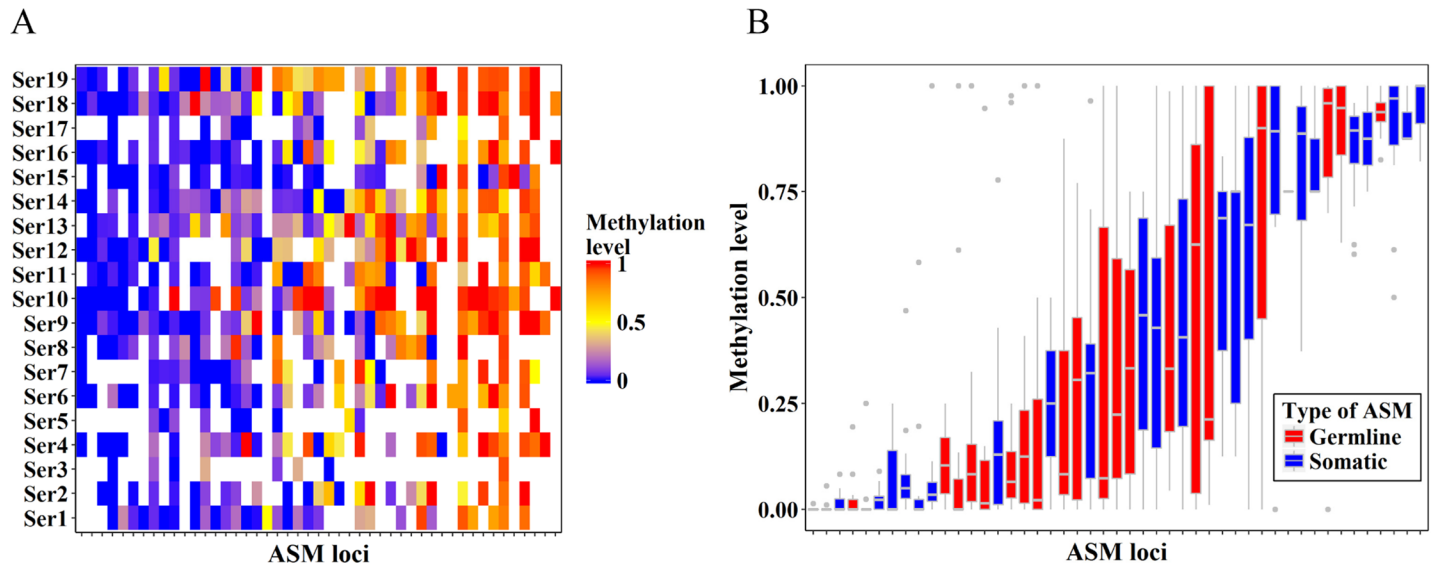 A
B
Ser19
Ser18
Ser17
Ser16
Ser15
Ser14
Ser13
Ser12
Ser11
Ser10
Ser9
Ser8
Ser7
Ser6
Ser5
Ser4
Ser3
Ser2
Ser1
ASM loci
Methylation
level
1
0.5
0
Methylation level
1.00
0.75
0.50
0.25
0.00
ASM loci
Type of ASM
Germline
Somatic